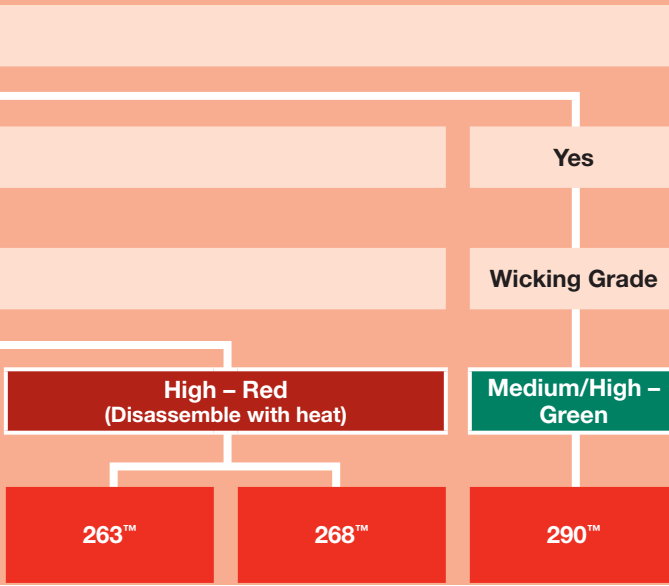 Yes
Wicking Grade
High – Red
(Disassemble with heat)
Medium/High –
Green
263™
268™
290™